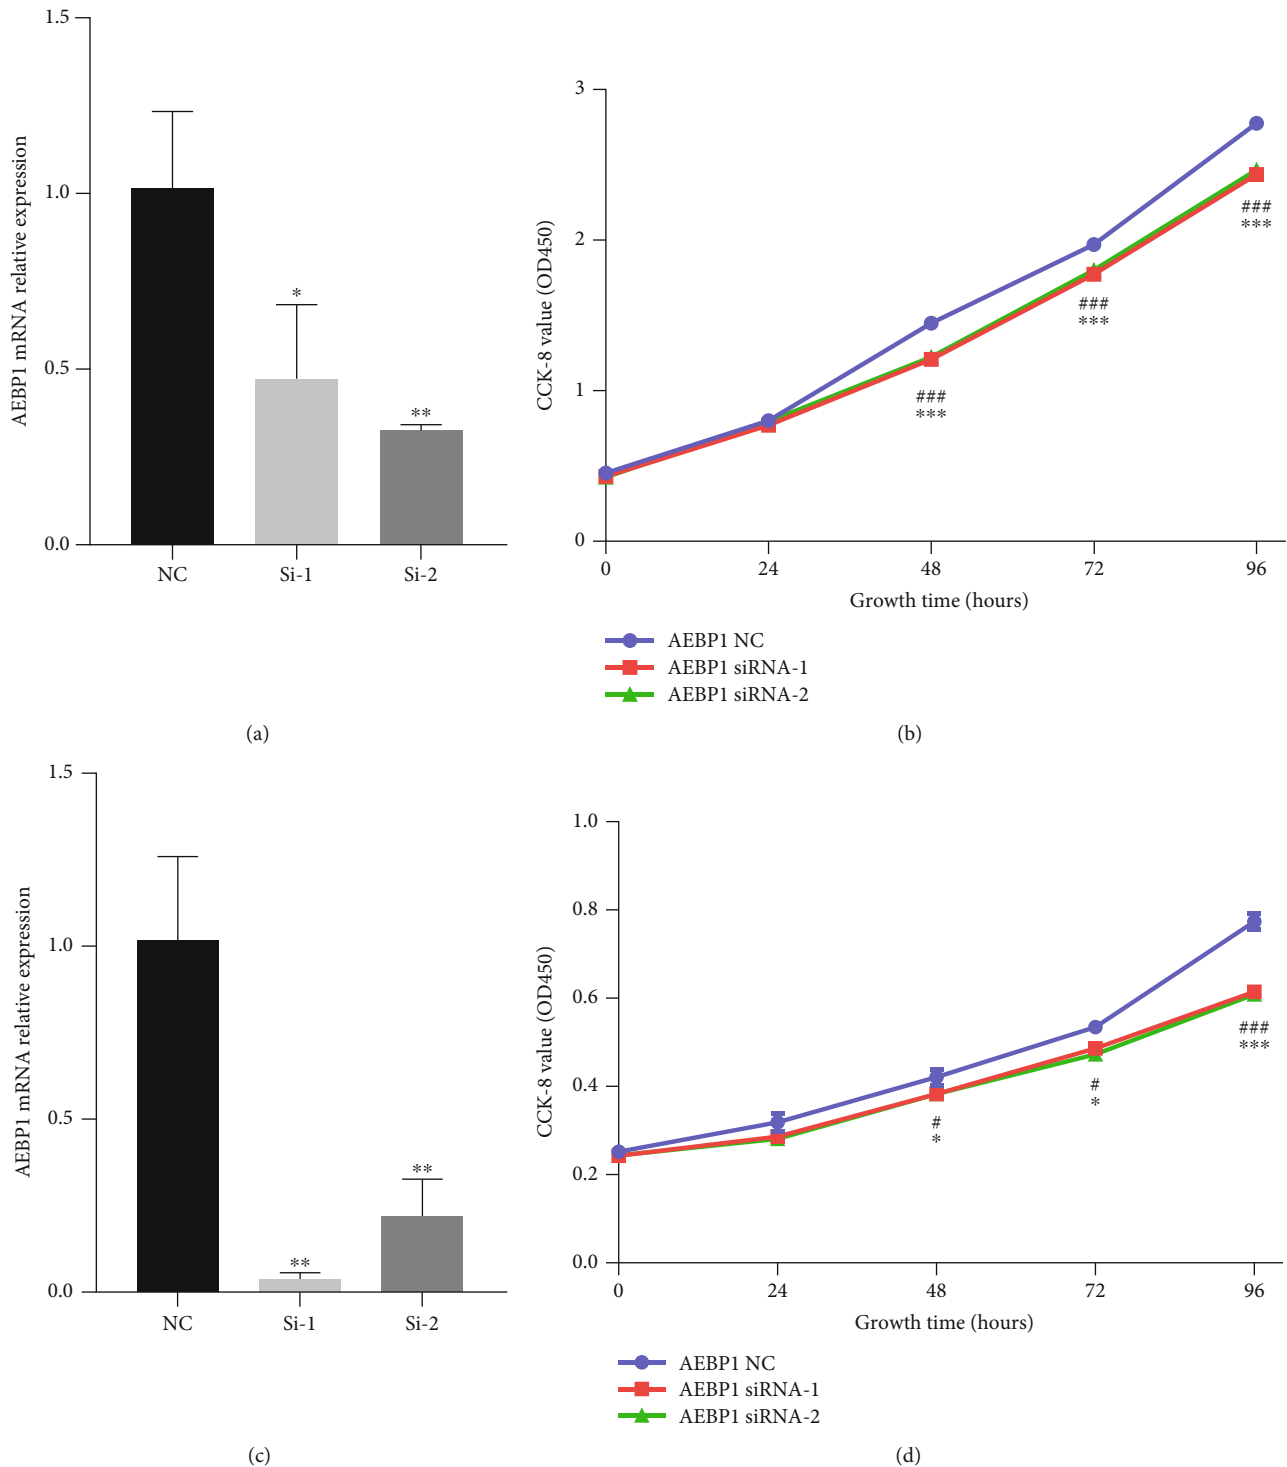 1.5
1.0
0.5
0.0
AEBP1 mRNA relative expression
*
**
NC
Si-1
Si-2
(a)
3
2
1
0
CCK-8 value (OD450)
###
***
###
***
###
***
0
24
48
72
96
Growth time (hours)
AEBP1 NC
AEBP1 siRNA-1
AEBP1 siRNA-2
(b)
1.5
1.0
0.5
0.0
AEBP1 mRNA relative expression
**
**
NC
Si-1
Si-2
(c)
1.0
0.8
0.6
0.4
0.2
0.0
CCK-8 value (OD450)
#
*
#
*
###
***
0
24
48
72
96
Growth time (hours)
AEBP1 NC
AEBP1 siRNA-1
AEBP1 siRNA-2
(d)